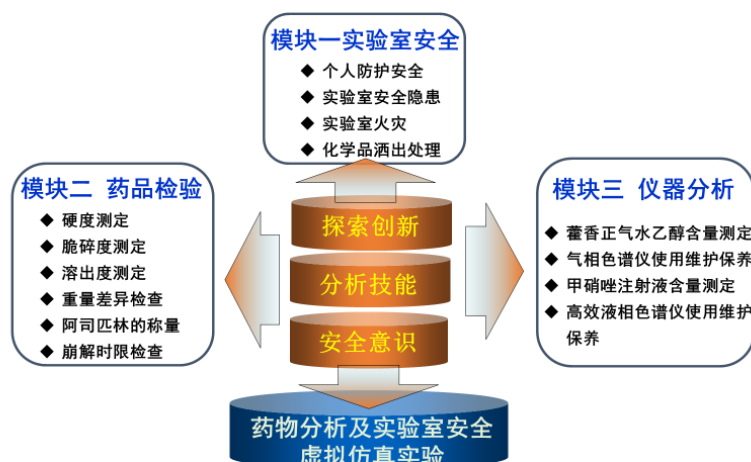 模块一实验室安全
◆ 个人防护安全
◆ 实验室安全隐患
◆ 实验室火灾
◆ 化学品洒出处理
模块二 药品检验
◆ 硬度测定
◆ 脆碎度测定
◆ 溶出度测定
◆ 重量差异检查
◆ 阿司匹林的称量
◆ 崩解时限检查
探索创新
分析技能
安全意识
模块三 仪器分析
◆ 藿香正气水乙醇含量测定
◆ 气相色谱仪使用维护保养
◆ 甲硝唑注射液含量测定
◆ 高效液相色谱仪使用维护
保养
药物分析及实验室安全
虚拟仿真实验